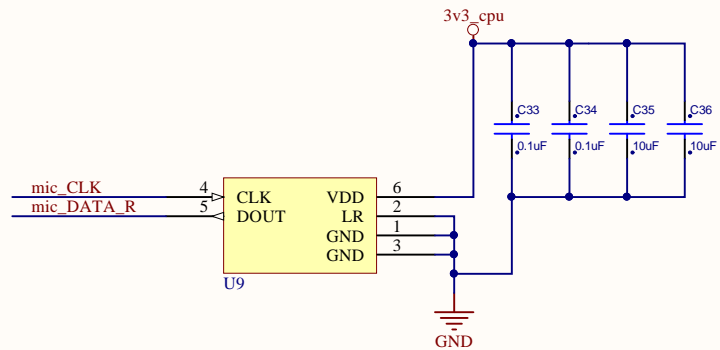 3v3_cpu
C33 C34 C35 C36
0.1uF 0.1uF 10uF 10uF
mic_CLK 4 CLK VDD 6
mic_DATA_R 5 DOUT LR 2
GND 1
GND 3
U9
GND